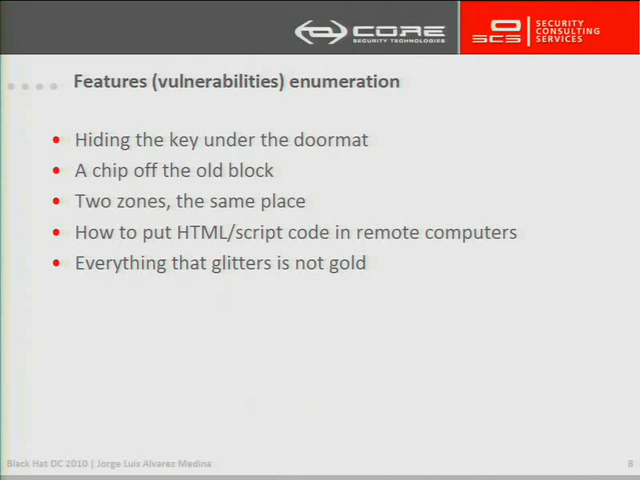 CORE
SECURITY TECHNOLOGIES
SCS
SECURITY
CONSULTING
SERVICES
Features (vulnerabilities) enumeration
Hiding the key under the doormat
A chip off the old block
Two zones, the same place
How to put HTML/script code in remote computers
Everything that glitters is not gold
Black Hat DC 2010 | Jorge Luis Alvarez Medina
8